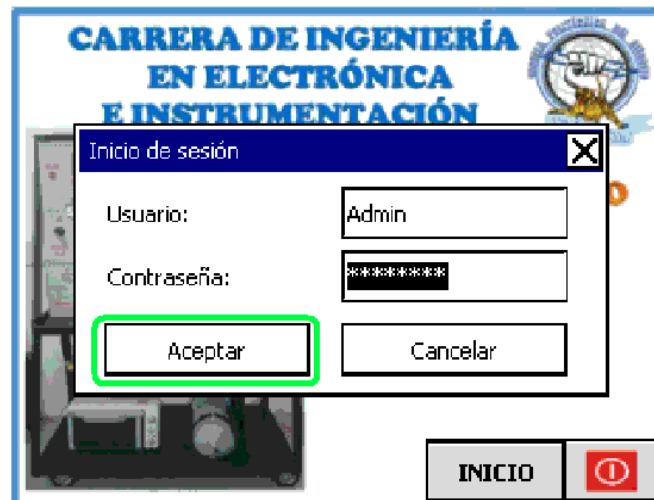 CARRERA DE INGENIERÍA
EN ELECTRÓNICA
E INSTRUMENTACIÓN
Inicio de sesión
Usuario:
Admin
Contraseña:
********
Aceptar
Cancelar
INICIO